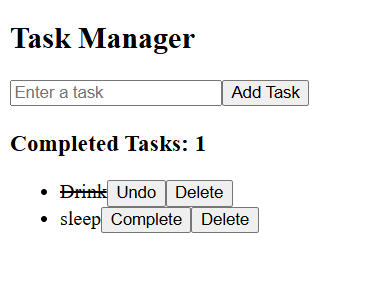 Task Manager
Enter a task Add Task
Completed Tasks: 1
Drink Undo Delete
sleep Complete Delete